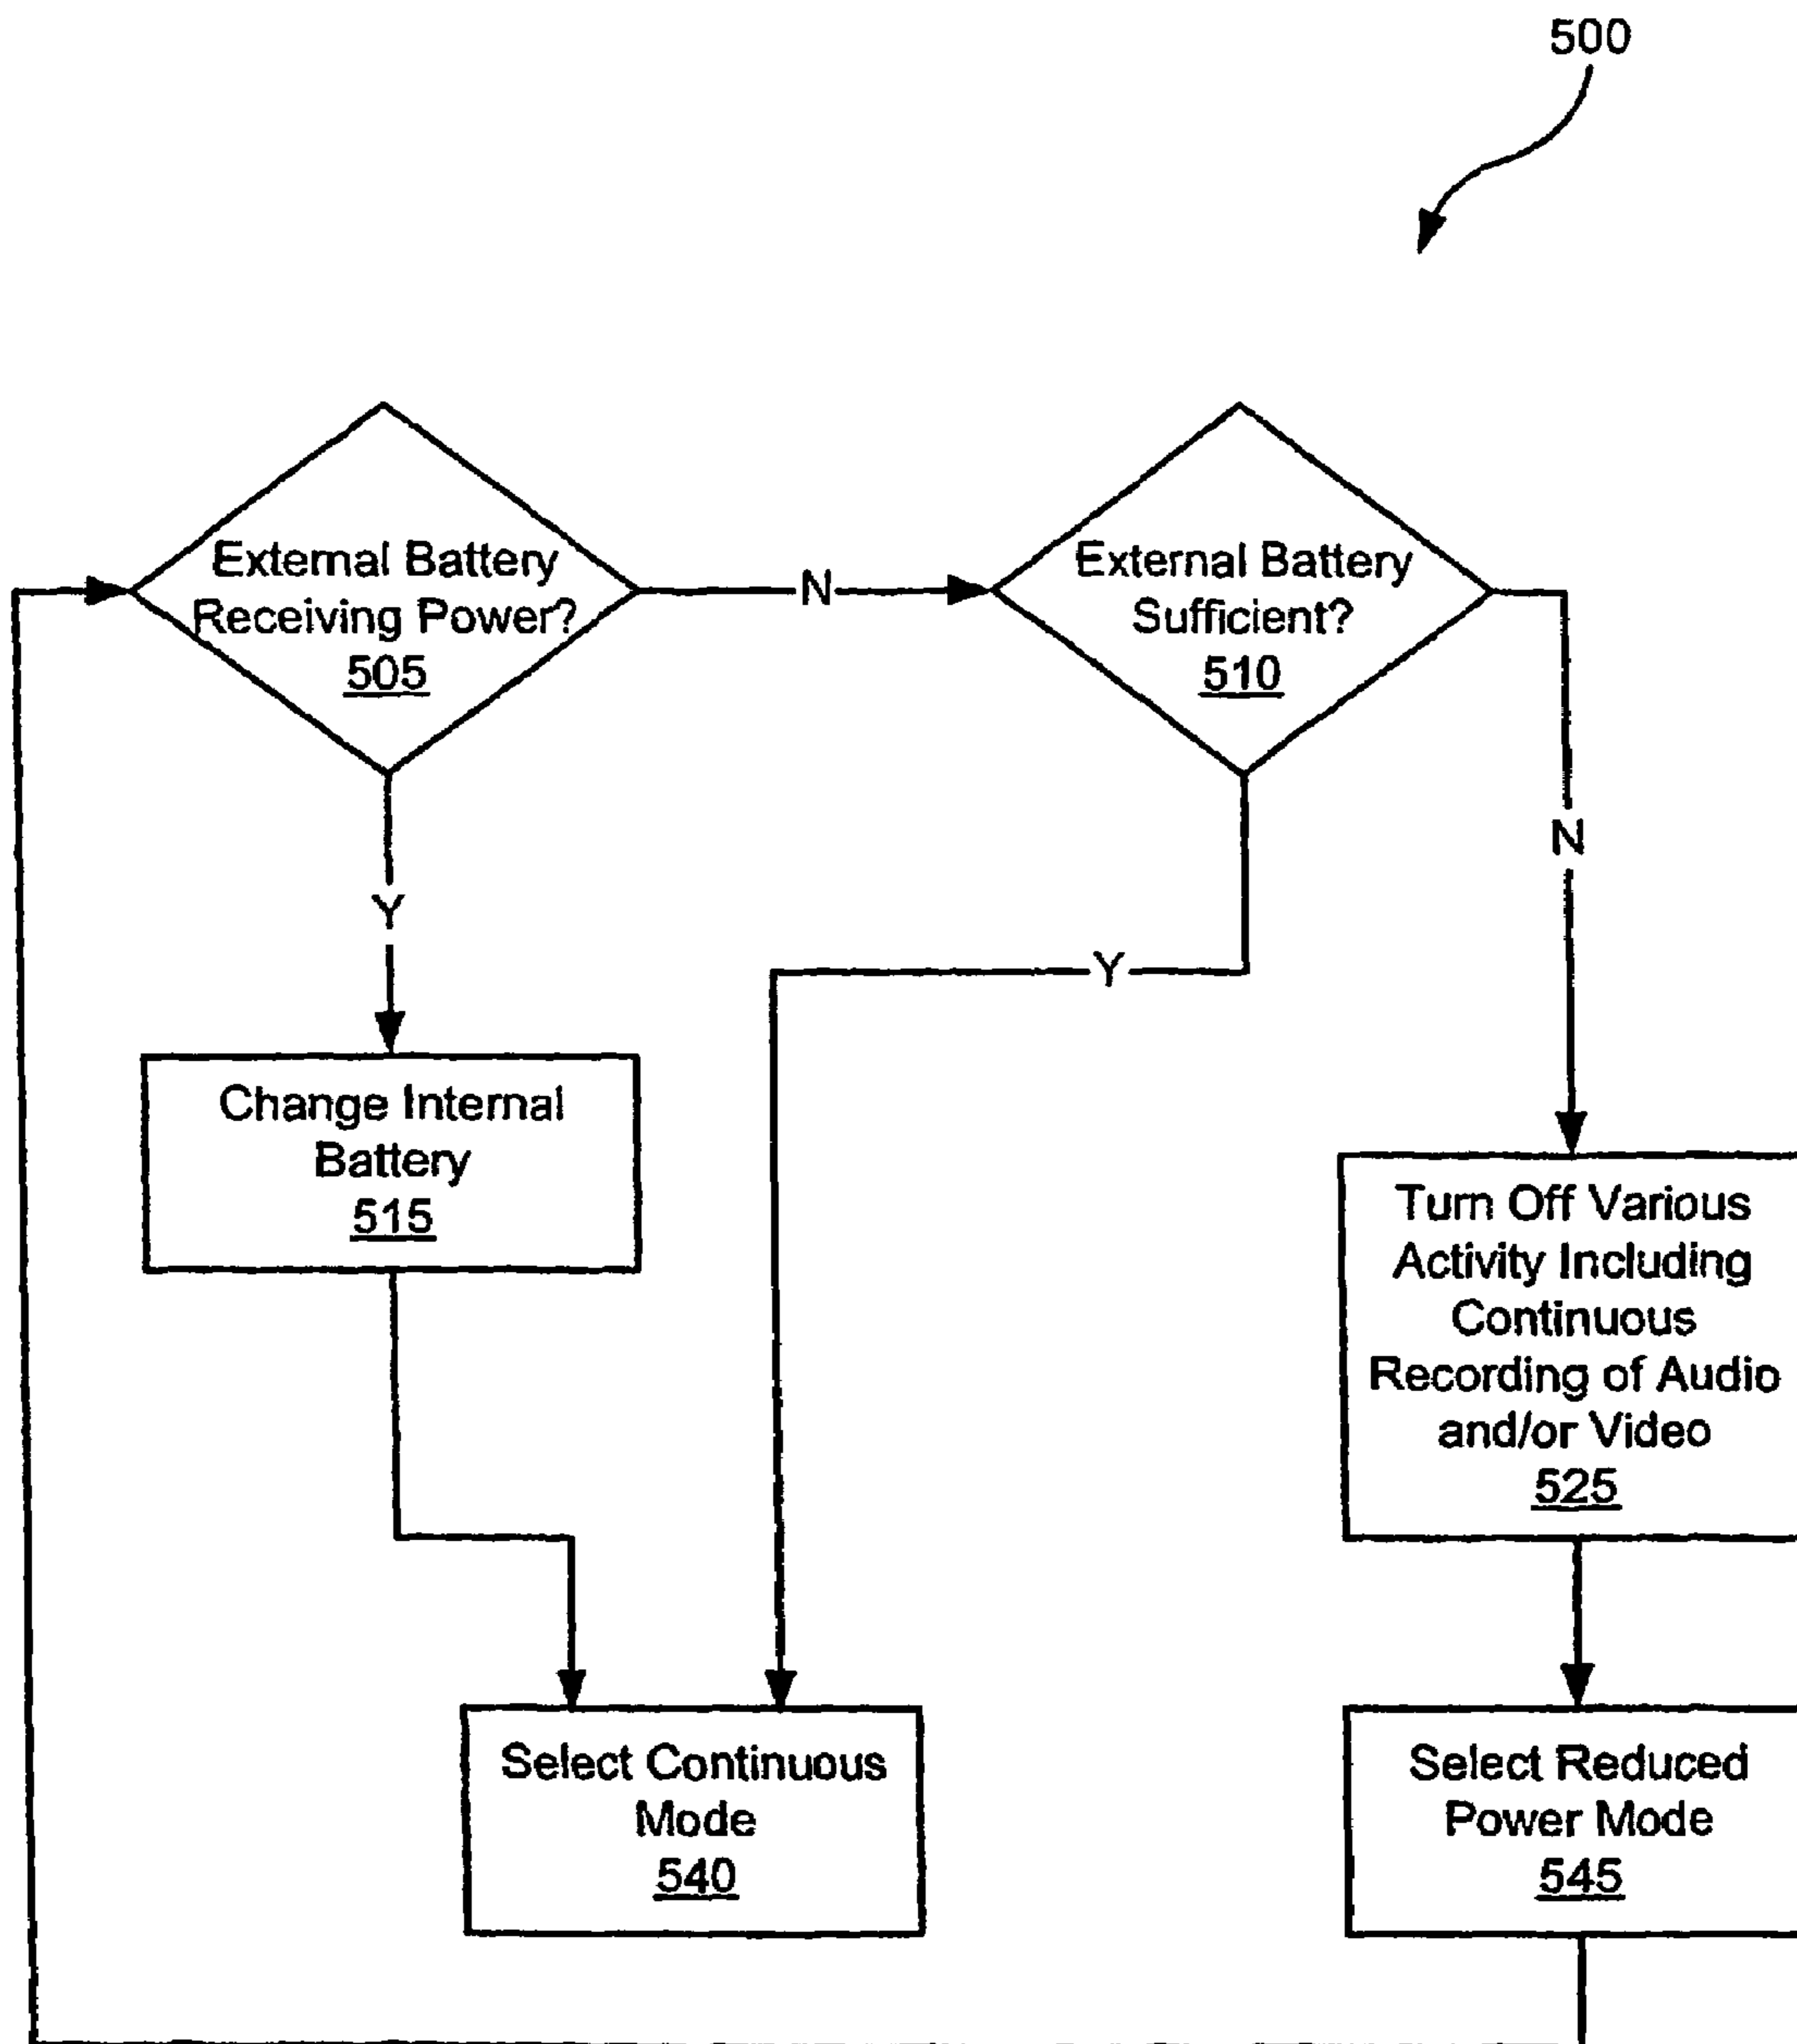 500
External Battery
Receiving Power?
505
N
External Battery
Sufficient?
510
N
Y
Y
Change Internal
Battery
515
Turn Off Various
Activity Including
Continuous
Recording of Audio
and/or Video
525
Select Continuous
Mode
540
Select Reduced
Power Mode
545